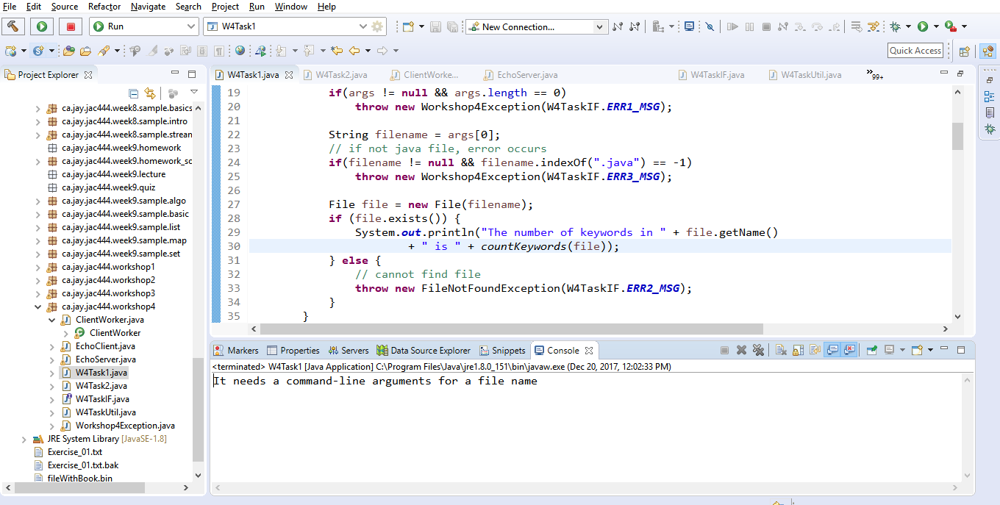 File Edit Source Refactor Navigate Search Project Run Window Help
Run W4Task1 New Connection...
Quick Access
Project Explorer
ca.jay.jac444.week8.sample.basics
ca.jay.jac444.week8.sample.intro
ca.jay.jac444.week8.sample.stream
ca.jay.jac444.week9.homework
ca.jay.jac444.week9.homework_sc
ca.jay.jac444.week9.lecture
ca.jay.jac444.week9.quiz
ca.jay.jac444.week9.sample.algo
ca.jay.jac444.week9.sample.basic
ca.jay.jac444.week9.sample.list
ca.jay.jac444.week9.sample.map
ca.jay.jac444.week9.sample.set
ca.jay.jac444.workshop1
ca.jay.jac444.workshop2
ca.jay.jac444.workshop3
ca.jay.jac444.workshop4
ClientWorker.java
ClientWorker
EchoClient.java
EchoServer.java
W4Task1.java
W4Task2.java
W4TaskIF.java
W4TaskUtil.java
Workshop4Exception.java
JRE System Library [JavaSE-1.8]
Exercise_01.txt
Exercise_01.txt.bak
fileWithBook.bin
W4Task1.java W4Task2.java ClientWorke... EchoServer.java W4TaskIF.java W4TaskUtil.java 99+
19 if(args != null && args.length == 0)
20 throw new Workshop4Exception(W4TaskIF.ERR1_MSG);
21
22 String filename = args[0];
23 // if not java file, error occurs
24 if(filename != null && filename.indexOf(".java") == -1)
25 throw new Workshop4Exception(W4TaskIF.ERR3_MSG);
26
27 File file = new File(filename);
28 if (file.exists()) {
29 System.out.println("The number of keywords in " + file.getName()
30 + " is " + countKeywords(file));
31 } else {
32 // cannot find file
33 throw new FileNotFoundException(W4TaskIF.ERR2_MSG);
34 }
35 }
Markers Properties Servers Data Source Explorer Snippets Console
<terminated> W4Task1 [Java Application] C:\Program Files\Java\jre1.8.0_151\bin\javaw.exe (Dec 20, 2017, 12:02:33 PM)
It needs a command-line arguments for a file name